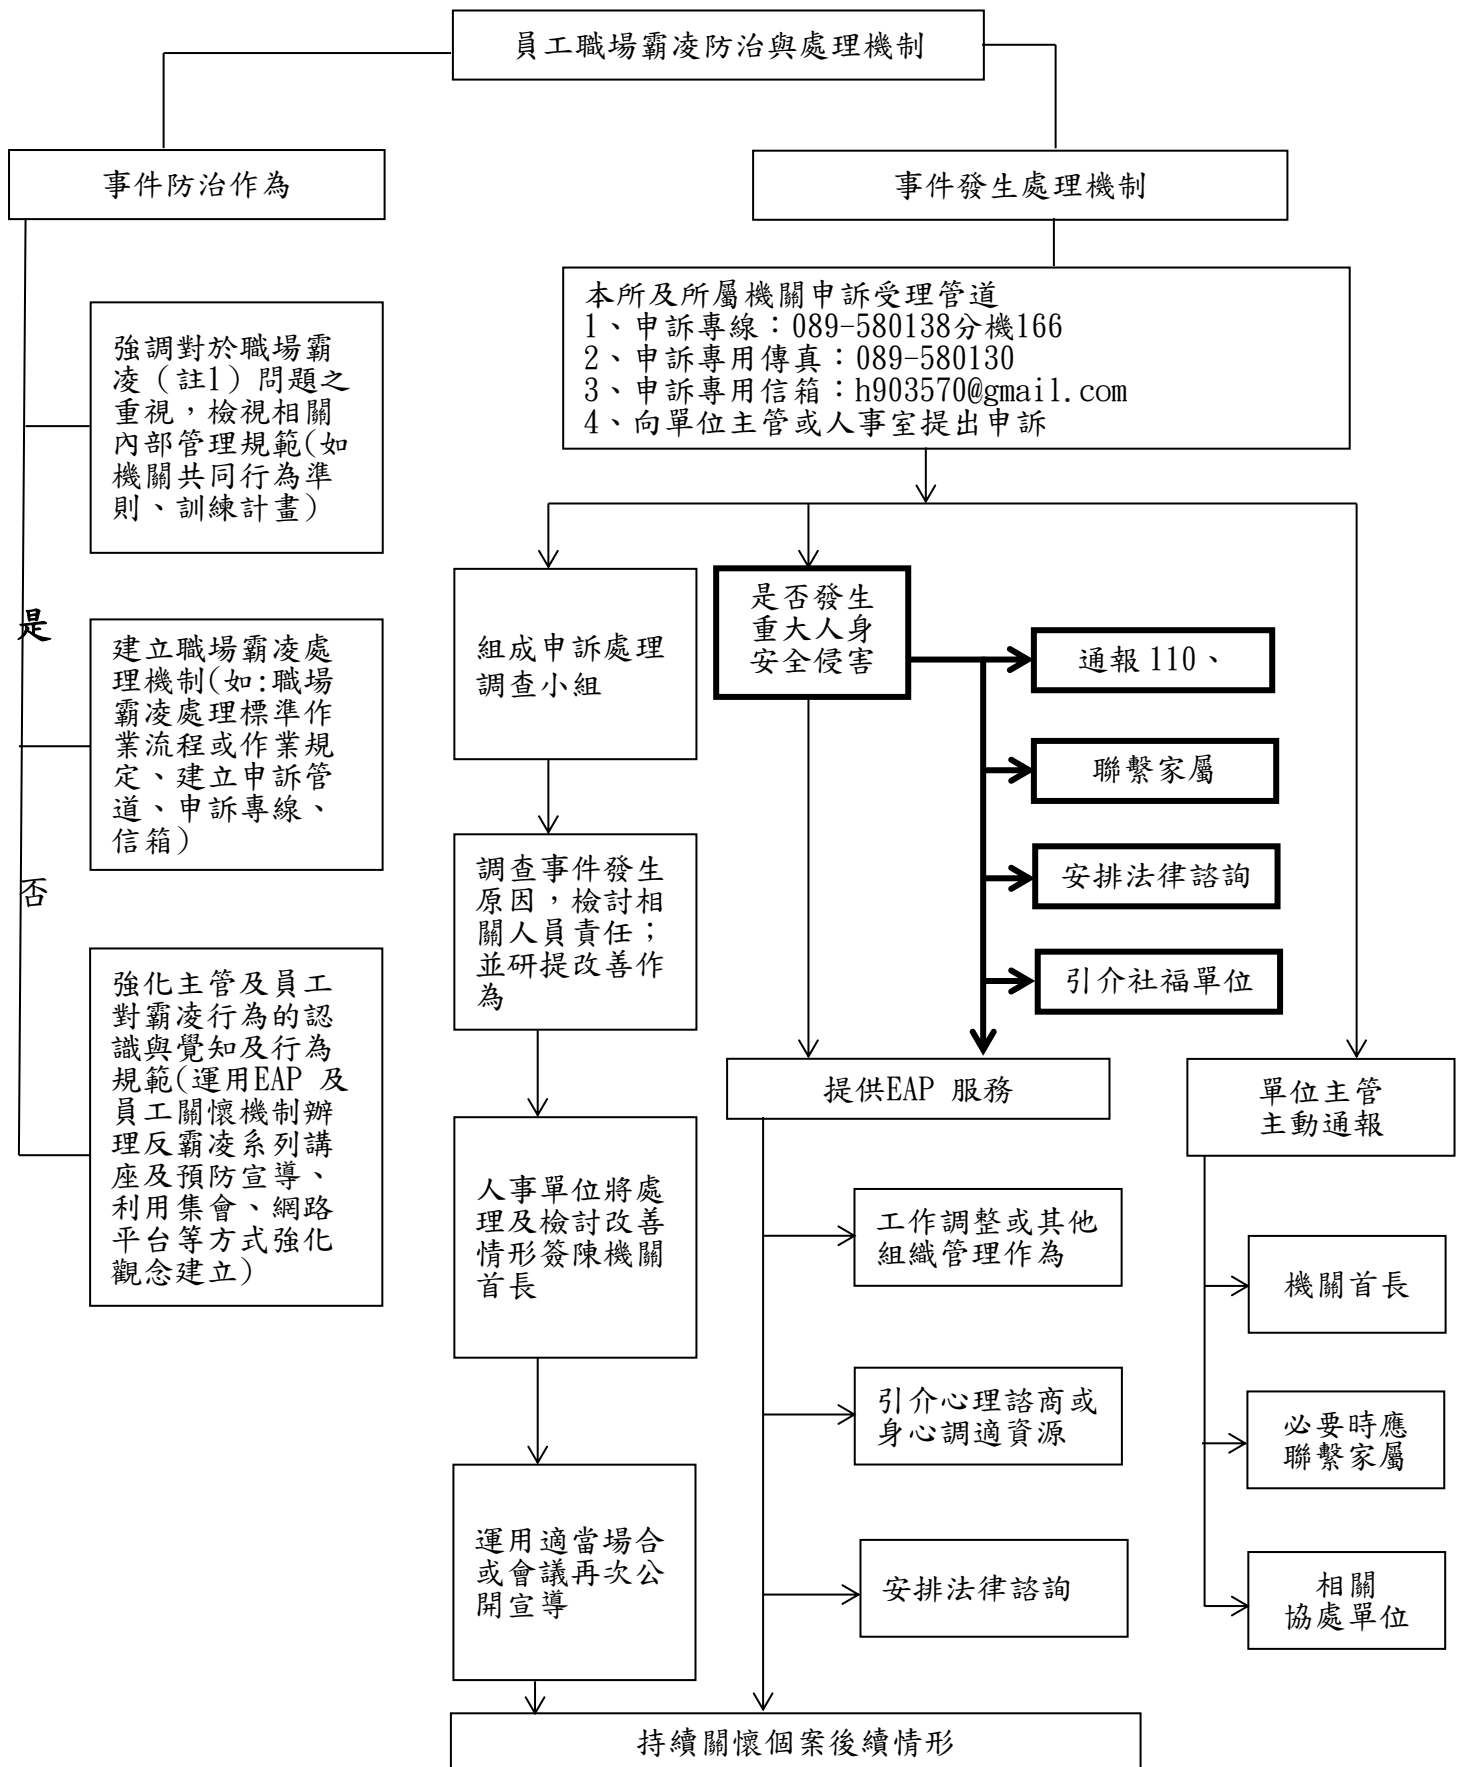 員工職場霸凌防治與處理機制
事件防治作為
事件發生處理機制
本所及所屬機關申訴受理管道
1、申訴專線：089-580138分機166
2、申訴專用傳真：089-580130
3、申訴專用信箱：h903570@gmail.com
4、向單位主管或人事室提出申訴
強調對於職場霸
凌（註1）問題之
重視，檢視相關
內部管理規範(如
機關共同行為準
則、訓練計畫)
是
建立職場霸凌處
理機制(如:職場
霸凌處理標準作
業流程或作業規
定、建立申訴管
道、申訴專線、
信箱)
否
強化主管及員工
對霸凌行為的認
識與覺知及行為
規範(運用EAP 及
員工關懷機制辦
理反霸凌系列講
座及預防宣導、
利用集會、網路
平台等方式強化
觀念建立)
組成申訴處理
調查小組
調查事件發生
原因，檢討相
關人員責任；
並研提改善作
為
人事單位將處
理及檢討改善
情形簽陳機關
首長
運用適當場合
或會議再次公
開宣導
是否發生
重大人身
安全侵害
通報 110、
聯繫家屬
安排法律諮詢
引介社福單位
提供EAP 服務
工作調整或其他
組織管理作為
引介心理諮商或
身心調適資源
安排法律諮詢
單位主管
主動通報
機關首長
必要時應
聯繫家屬
相關
協處單位
持續關懷個案後續情形